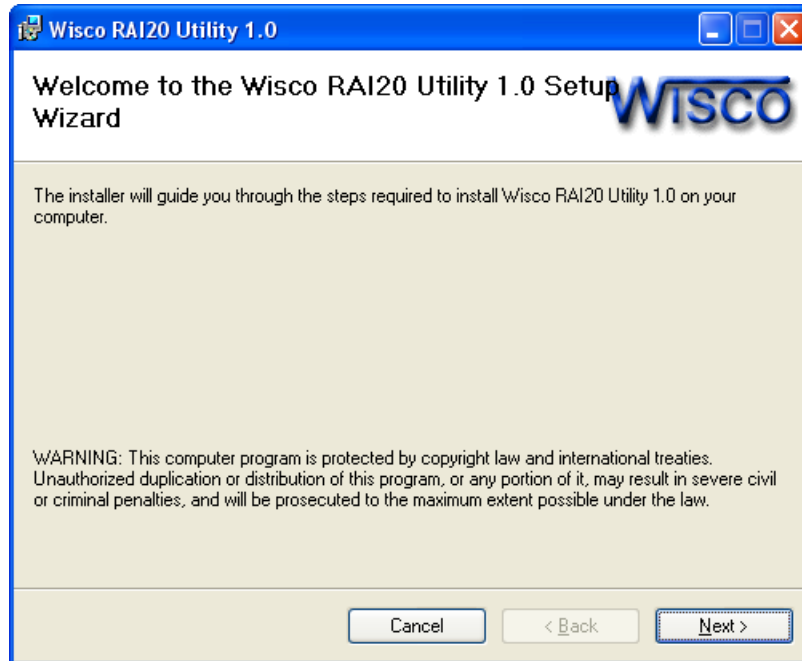 Wisco RAI20 Utility 1.0
Welcome to the Wisco RAI20 Utility 1.0 Setup
Wizard
WISCO
The installer will guide you through the steps required to install Wisco RAI20 Utility 1.0 on your
computer.
WARNING: This computer program is protected by copyright law and international treaties.
Unauthorized duplication or distribution of this program, or any portion of it, may result in severe civil
or criminal penalties, and will be prosecuted to the maximum extent possible under the law.
Cancel
< Back
Next >